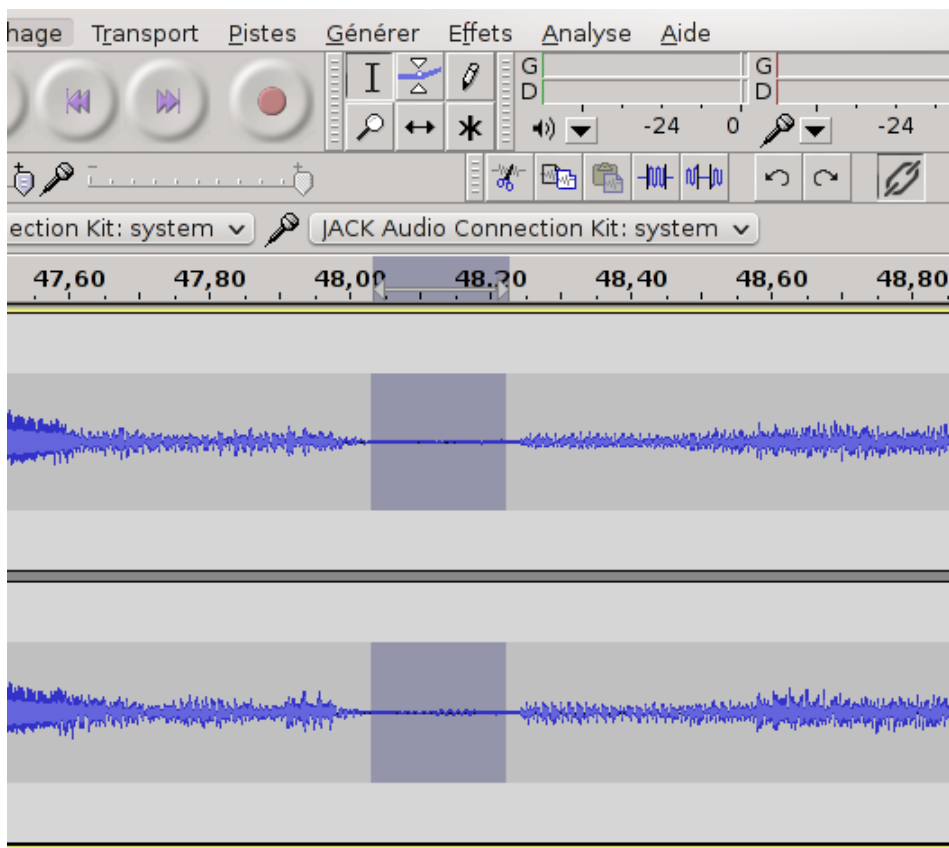 hage Transport Pistes Générer Effets Analyse Aide
G G
D D
-24 0 -24
ection Kit: system JACK Audio Connection Kit: system
47,60 47,80 48,00 48,20 48,40 48,60 48,80